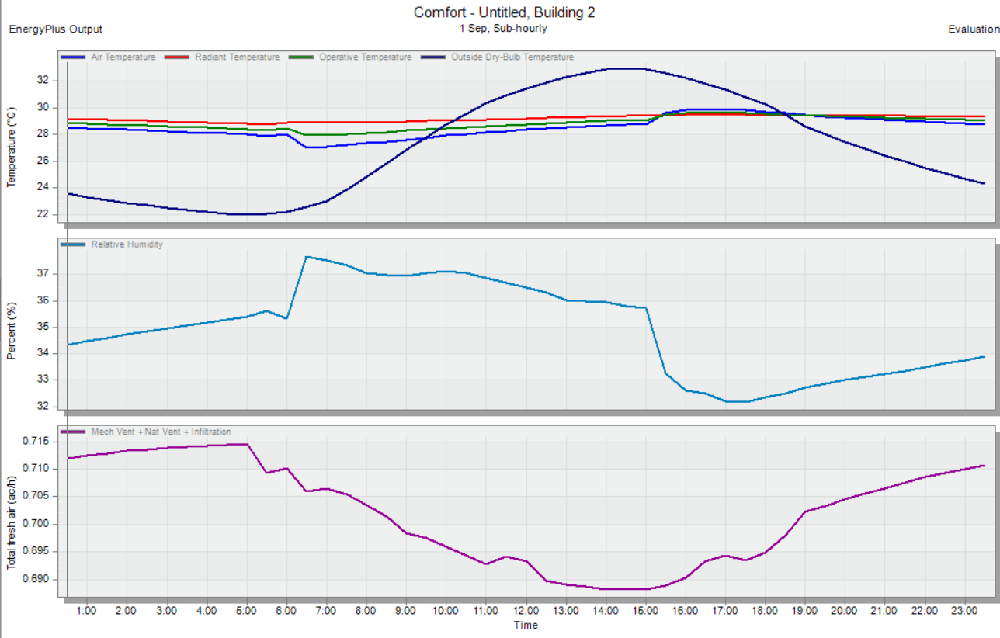 Comfort - Untitled, Building 2
EnergyPlus Output
1 Sep, Sub-hourly
Evaluation
Air Temperature Radiant Temperature Operative Temperature Outside Dry-Bulb Temperature
Temperature (°C)
32
30
28
26
24
22
Relative Humidity
Percent (%)
37
36
35
34
33
32
Mech Vent + Nat Vent + Infiltration
Total fresh air (ac/h)
0.715
0.710
0.705
0.700
0.695
0.690
1:00 2:00 3:00 4:00 5:00 6:00 7:00 8:00 9:00 10:00 11:00 12:00 13:00 14:00 15:00 16:00 17:00 18:00 19:00 20:00 21:00 22:00 23:00
Time